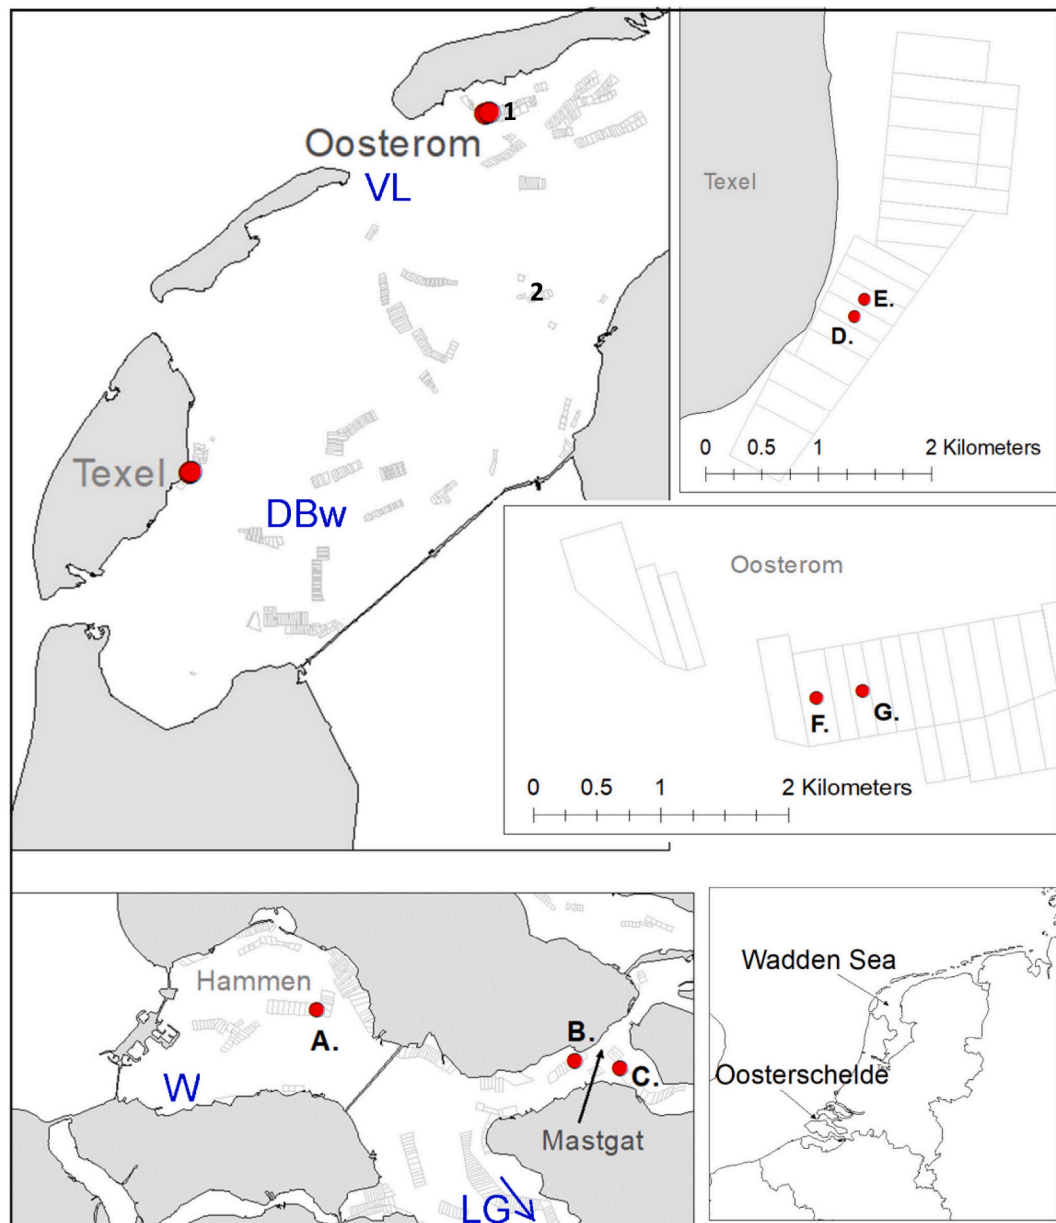 1
Oosterom
VL
2
Texel
DBw
Texel
E.
D.
0 0.5 1 2 Kilometers
Oosterom
F.
G.
0 0.5 1 2 Kilometers
Hammen
A.
B.
C.
W
Mastgat
LG
Wadden Sea
Oosterschelde
Text